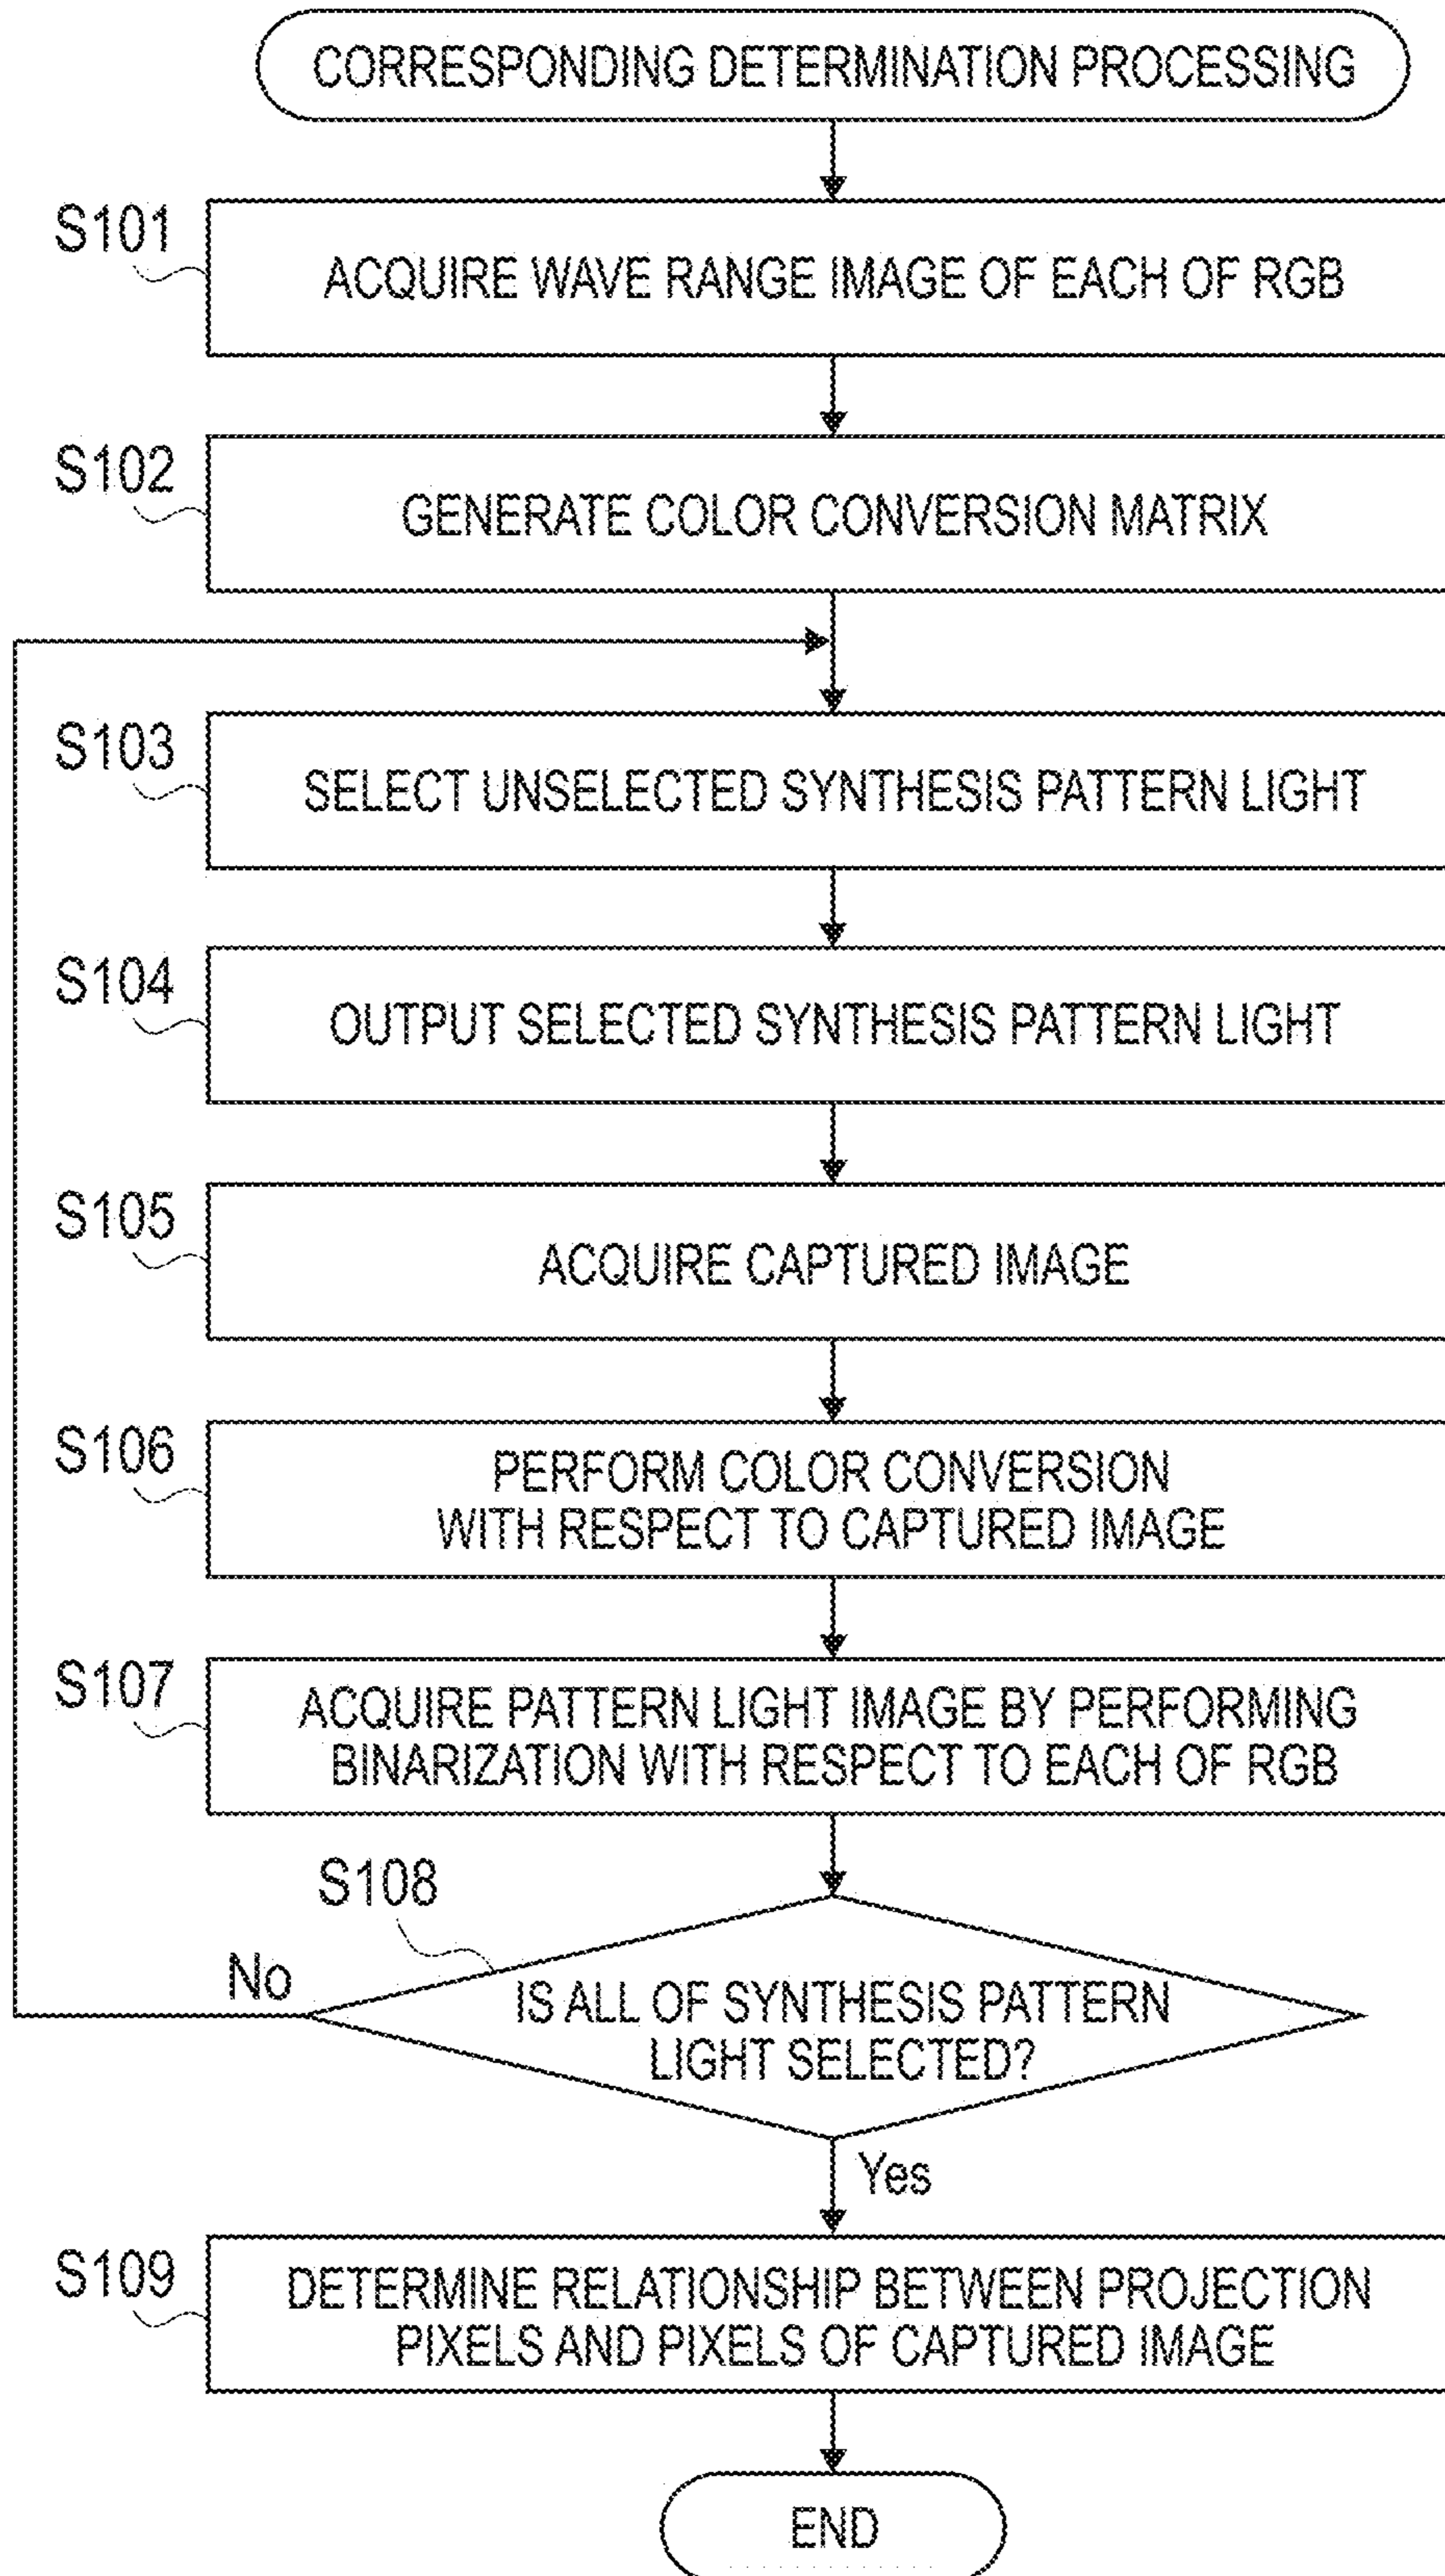 CORRESPONDING DETERMINATION PROCESSING
S101
ACQUIRE WAVE RANGE IMAGE OF EACH OF RGB
S102
GENERATE COLOR CONVERSION MATRIX
S103
SELECT UNSELECTED SYNTHESIS PATTERN LIGHT
S104
OUTPUT SELECTED SYNTHESIS PATTERN LIGHT
S105
ACQUIRE CAPTURED IMAGE
S106
PERFORM COLOR CONVERSION
WITH RESPECT TO CAPTURED IMAGE
S107
ACQUIRE PATTERN LIGHT IMAGE BY PERFORMING
BINARIZATION WITH RESPECT TO EACH OF RGB
S108
No
IS ALL OF SYNTHESIS PATTERN
LIGHT SELECTED?
Yes
S109
DETERMINE RELATIONSHIP BETWEEN PROJECTION
PIXELS AND PIXELS OF CAPTURED IMAGE
END